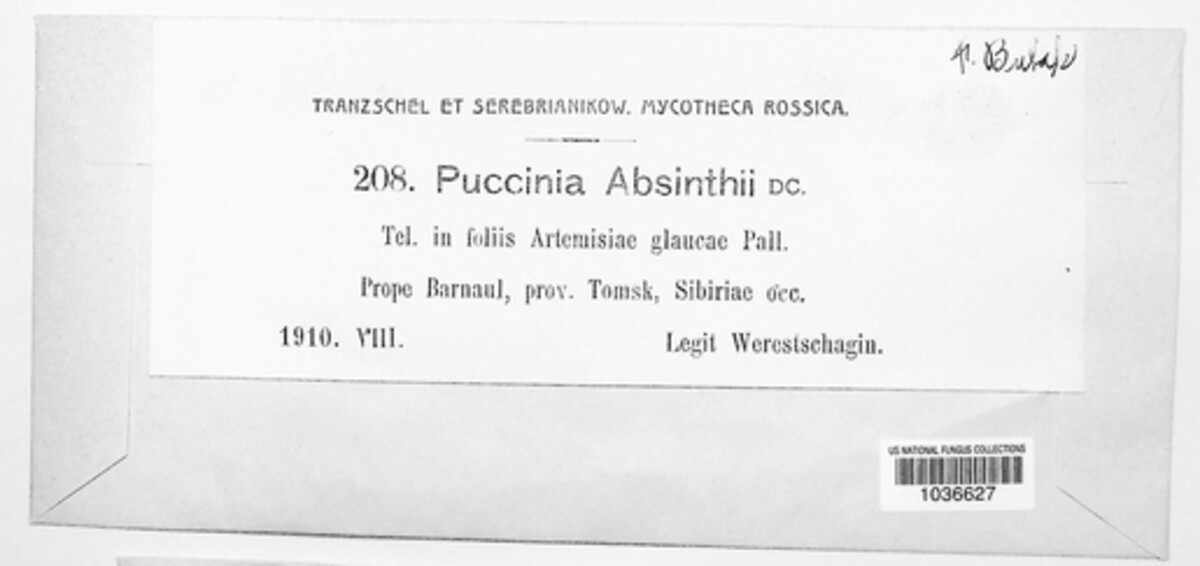 F. Bubák
TRANZSCHEL ET SEREBRIANIKOW. MYCOTHECA ROSSICA.
208. Puccinia Absinthii DC.
Tel. in foliis Artemisiae glaucae Pall.
Prope Barnaul, prov. Tomsk, Sibiriae occ.
1910. VIII. Legit Werestschagin.
US NATIONAL FUNGUS COLLECTIONS
1036627